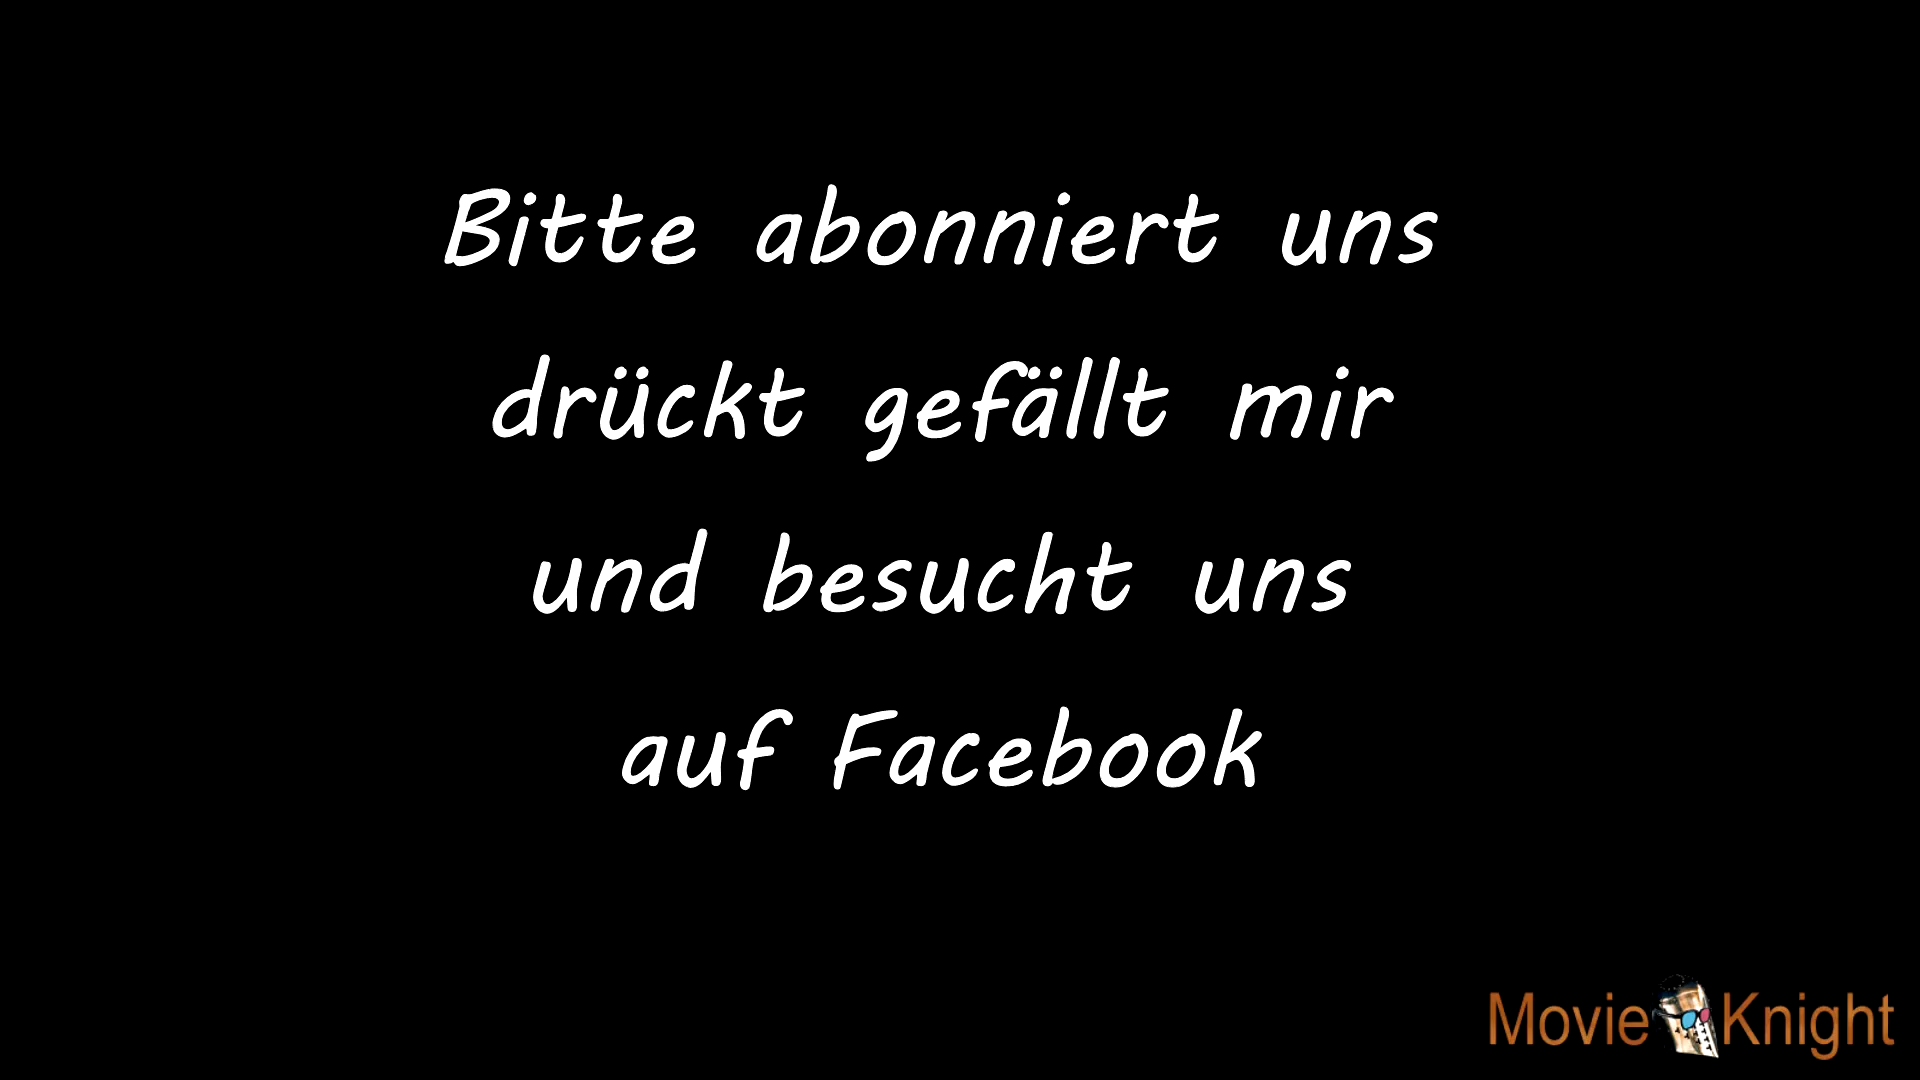 Bitte abonniert uns
drückt gefällt mir
und besucht uns
auf Facebook
Movie Knight